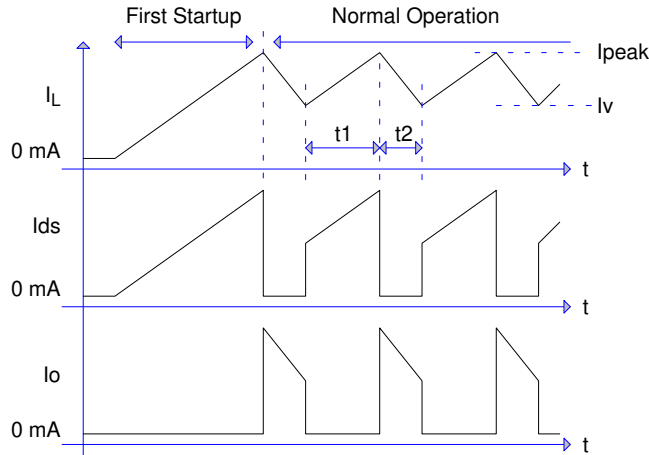 First Startup Normal Operation
Ipeak
IL
Iv
t1 t2
0 mA
t
Ids
0 mA
t
Io
0 mA
t